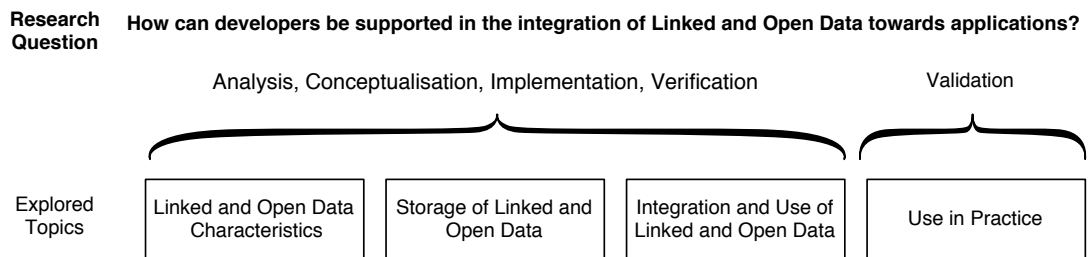 Research
Question
How can developers be supported in the integration of Linked and Open Data towards applications?
Analysis, Conceptualisation, Implementation, Verification
Validation
Explored
Topics
Linked and Open Data
Characteristics
Storage of Linked and
Open Data
Integration and Use of
Linked and Open Data
Use in Practice